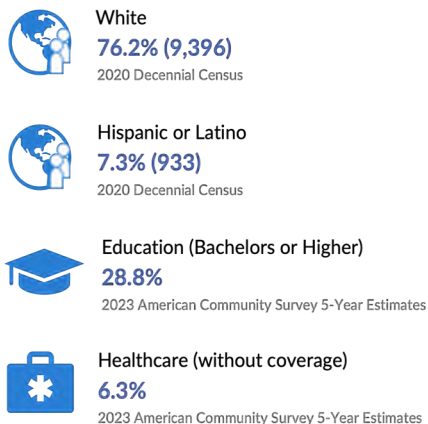 White
76.2% (9,396)
2020 Decennial Census
Hispanic or Latino
7.3% (933)
2020 Decennial Census
Education (Bachelors or Higher)
28.8%
2023 American Community Survey 5-Year Estimates
Healthcare (without coverage)
6.3%
2023 American Community Survey 5-Year Estimates